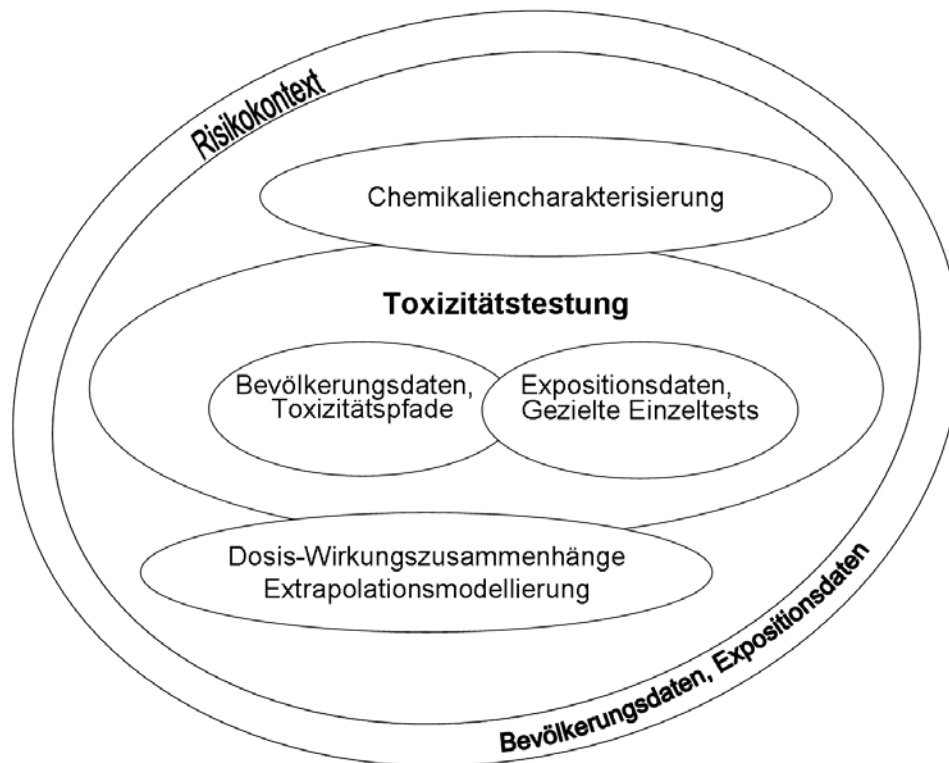 Risikokontext
Chemikaliencharakterisierung
Toxizitätstestung
Bevölkerungsdaten,
Toxizitätspfade
Expositionsdaten,
Gezielte Einzeltests
Dosis-Wirkungszusammenhänge
Extrapolationsmodellierung
Bevölkerungsdaten, Expositionsdaten